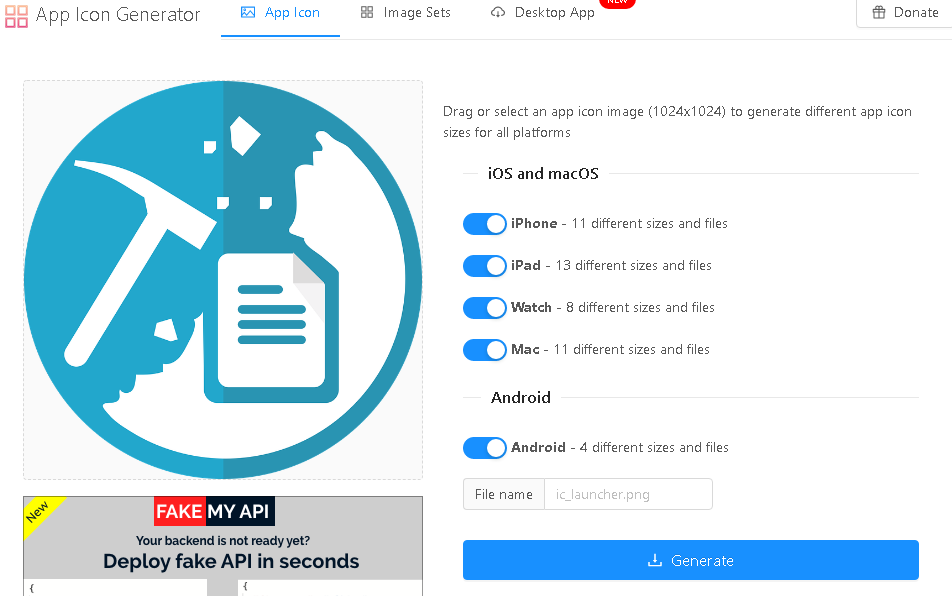 App Icon Generator
App Icon
Image Sets
Desktop App
NEW
Donate
Drag or select an app icon image (1024x1024) to generate different app icon
sizes for all platforms
iOS and macOS
iPhone - 11 different sizes and files
iPad - 13 different sizes and files
Watch - 8 different sizes and files
Mac - 11 different sizes and files
Android
Android - 4 different sizes and files
File name
ic_launcher.png
Generate
New
FAKE MY API
Your backend is not ready yet?
Deploy fake API in seconds
{
{